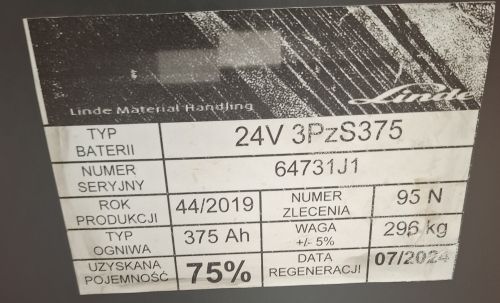 Linde Material Handling
Linde
TYP BATERII 24V 3PzS375
NUMER SERYJNY 64731J1
ROK PRODUKCJI 44/2019 NUMER ZLECENIA 95 N
TYP OGNIWA 375 Ah WAGA +/- 5% 296 kg
UZYSKANA POJEMNOŚĆ 75% DATA REGENERACJI 07/2024